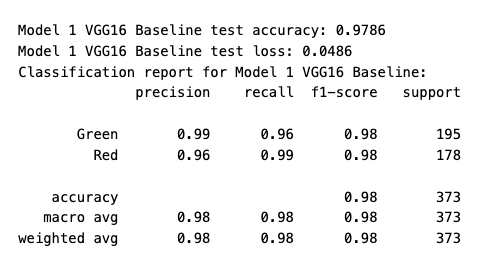 Model 1 VGG16 Baseline test accuracy: 0.9786
Model 1 VGG16 Baseline test loss: 0.0486
Classification report for Model 1 VGG16 Baseline:
precision recall f1-score support
Green 0.99 0.96 0.98 195
Red 0.96 0.99 0.98 178
accuracy 0.98 373
macro avg 0.98 0.98 0.98 373
weighted avg 0.98 0.98 0.98 373